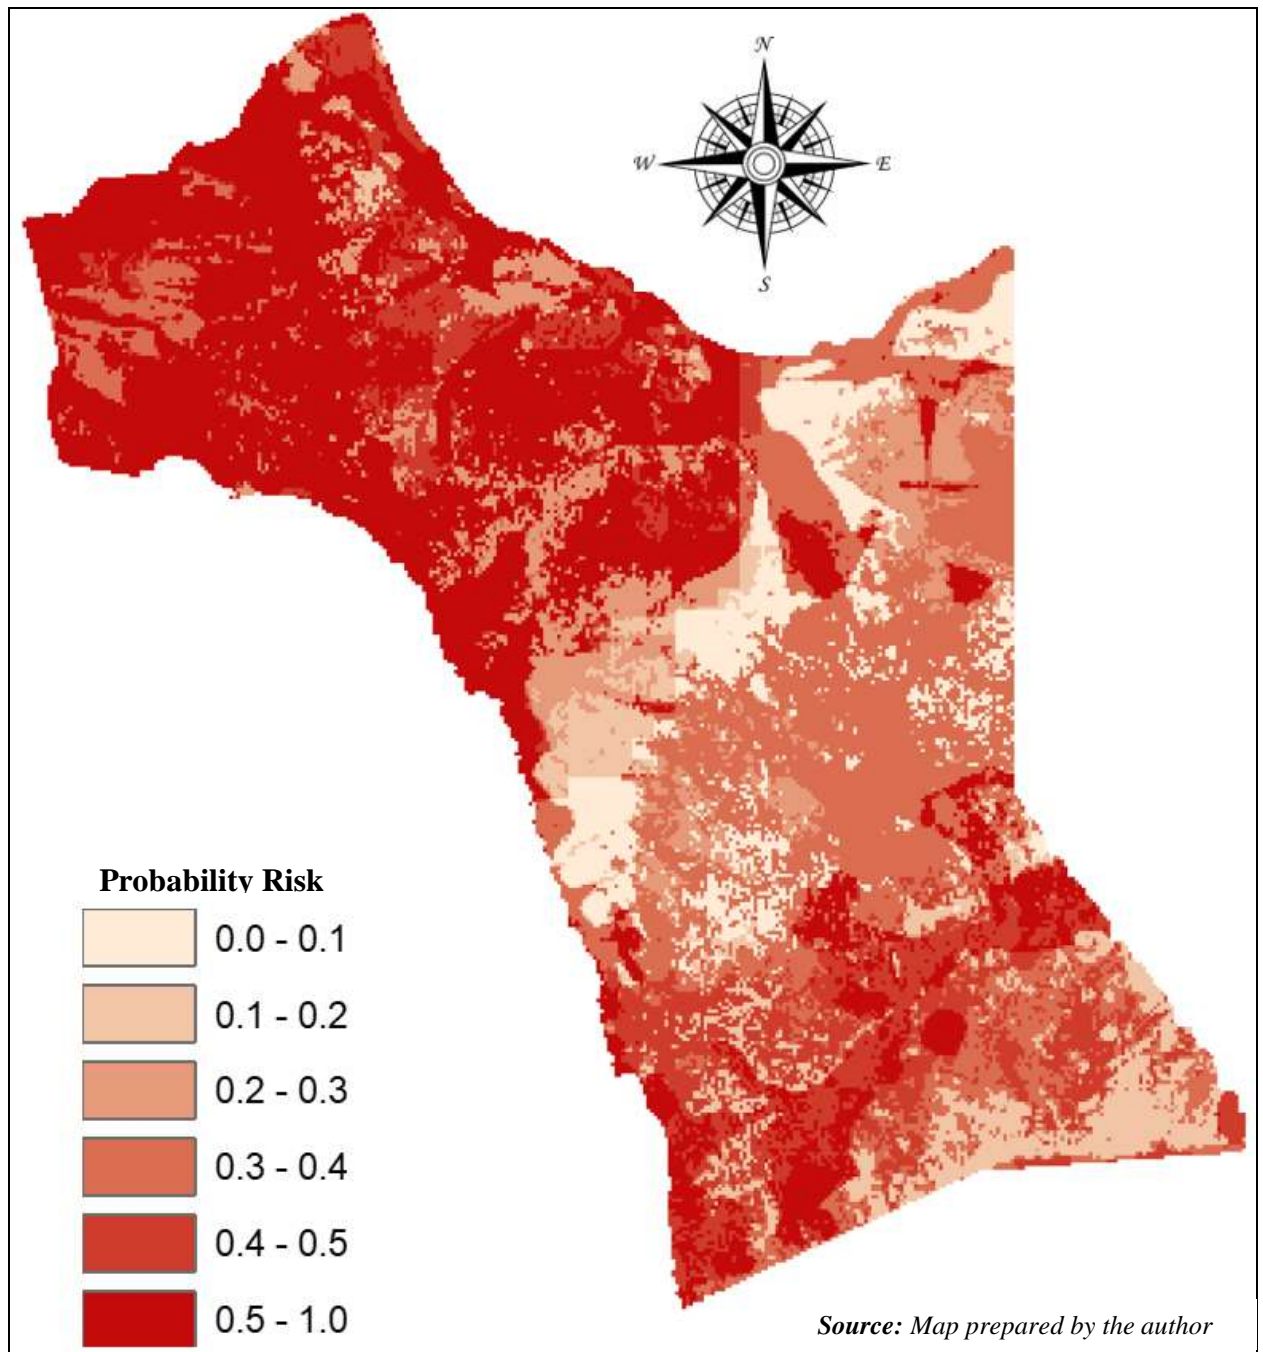 N
W
E
S
Probability Risk
0.0 - 0.1
0.1 - 0.2
0.2 - 0.3
0.3 - 0.4
0.4 - 0.5
0.5 - 1.0
Source: Map prepared by the author